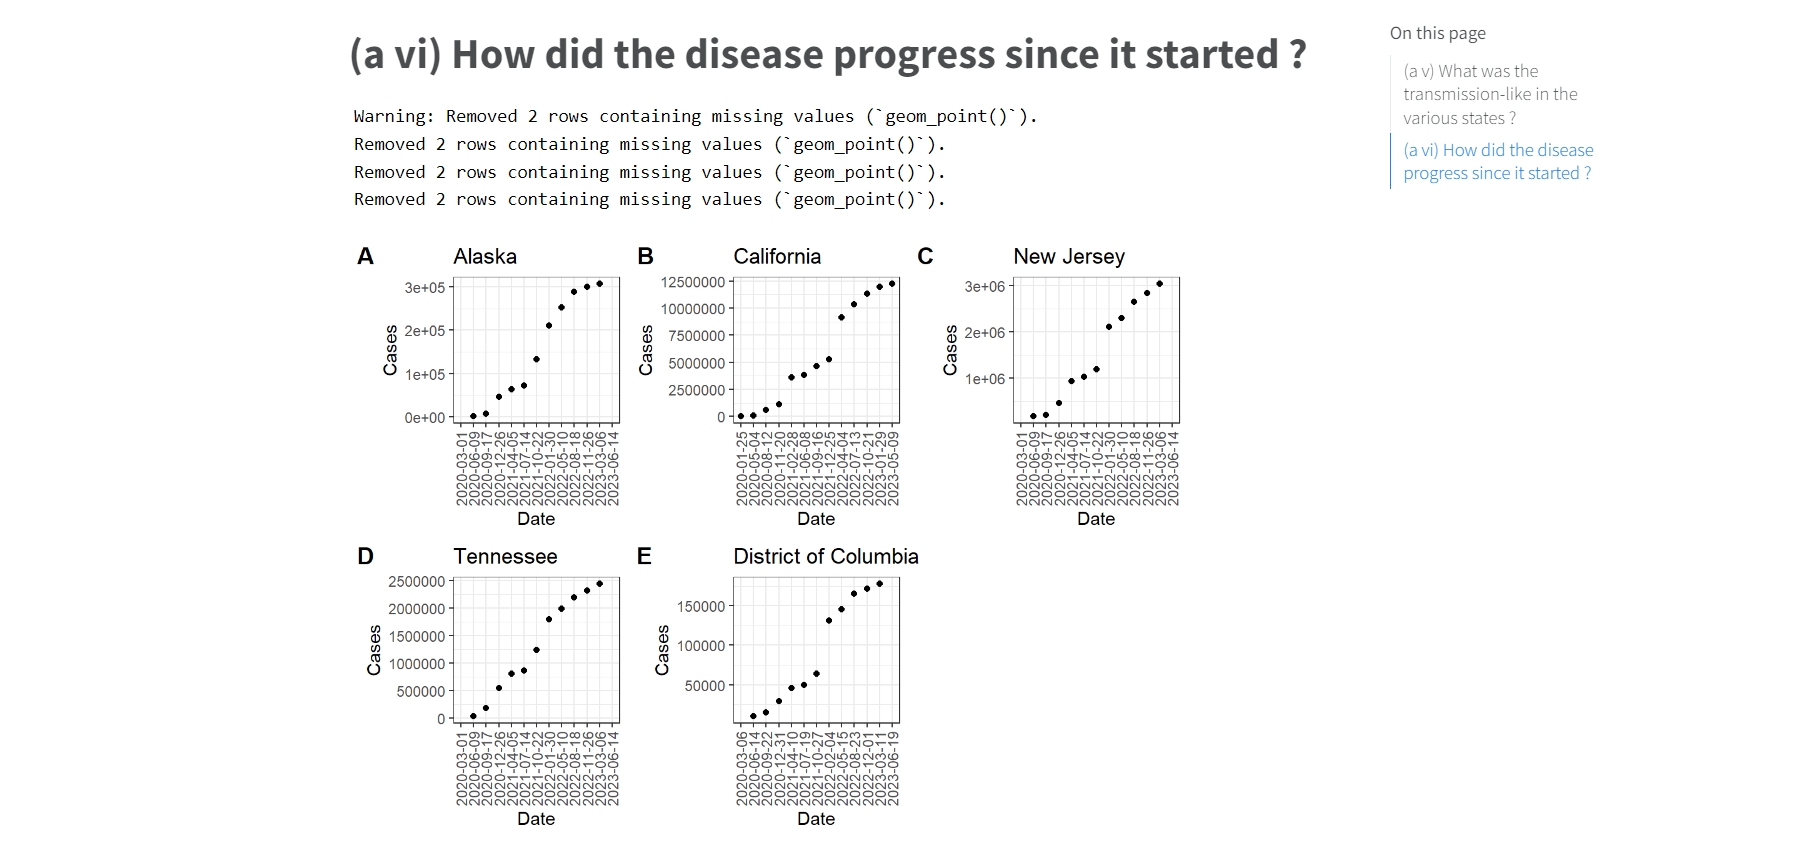 (a vi) How did the disease progress since it started ?
On this page
(a v) What was the
transmission-like in the
various states ?
(a vi) How did the disease
progress since it started ?
Warning: Removed 2 rows containing missing values (`geom_point()`).
Removed 2 rows containing missing values (`geom_point()`).
Removed 2 rows containing missing values (`geom_point()`).
Removed 2 rows containing missing values (`geom_point()`).
A
Alaska
Cases
3e+05
2e+05
1e+05
0e+00
2020-03-01
2020-06-09
2020-09-17
2020-12-26
2021-04-05
2021-07-14
2021-10-22
2022-01-30
2022-05-10
2022-08-18
2022-11-26
2023-03-06
2023-06-14
Date
B
California
Cases
12500000
10000000
7500000
5000000
2500000
0
2020-01-25
2020-05-04
2020-08-12
2020-11-20
2021-02-28
2021-06-08
2021-09-16
2021-12-25
2022-04-04
2022-07-13
2022-10-21
2023-01-29
2023-05-09
Date
C
New Jersey
Cases
3e+06
2e+06
1e+06
2020-03-01
2020-06-09
2020-09-17
2020-12-26
2021-04-05
2021-07-14
2021-10-22
2022-01-30
2022-05-10
2022-08-18
2022-11-26
2023-03-06
2023-06-14
Date
D
Tennessee
Cases
2500000
2000000
1500000
1000000
500000
0
2020-03-01
2020-06-09
2020-09-17
2020-12-26
2021-04-05
2021-07-14
2021-10-22
2022-01-30
2022-05-10
2022-08-18
2022-11-26
2023-03-06
2023-06-14
Date
E
District of Columbia
Cases
150000
100000
50000
2020-03-06
2020-06-14
2020-09-22
2020-12-31
2021-04-10
2021-07-19
2021-10-27
2022-02-04
2022-05-15
2022-08-23
2022-12-01
2023-03-11
2023-06-19
Date